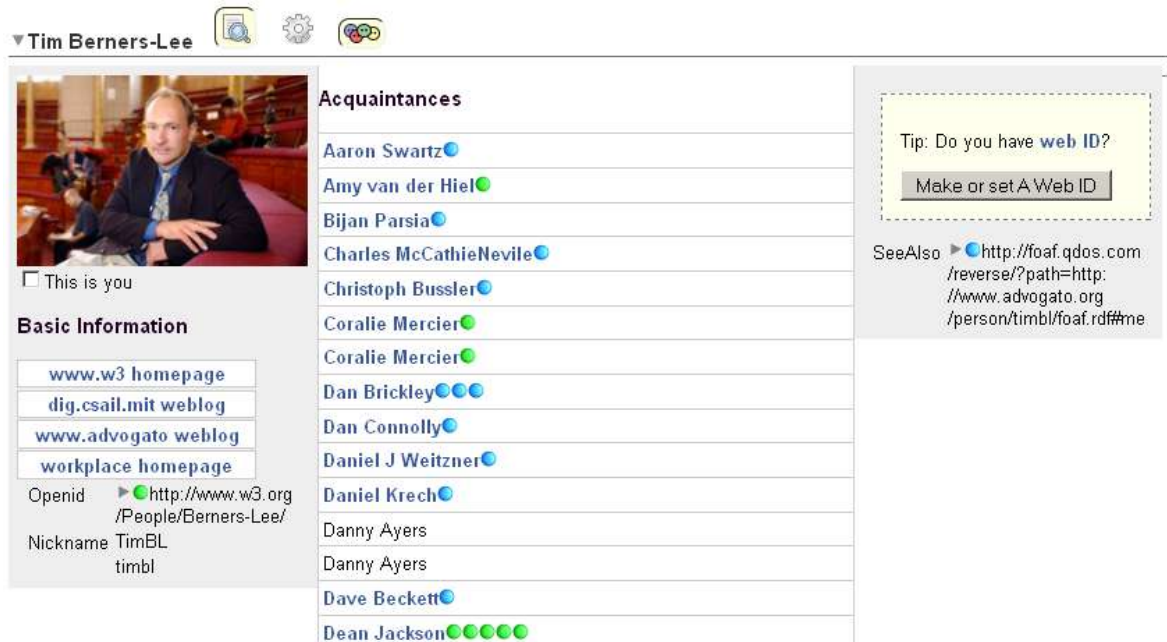 Tim Berners-Lee
This is you
Basic Information
www.w3 homepage
dig.csail.mit weblog
www.advogato weblog
workplace homepage
Openid http://www.w3.org
/People/Berners-Lee/
Nickname TimBL
timbl
Acquaintances
Aaron Swartz
Amy van der Hiel
Bijan Parsia
Charles McCathieNevile
Christoph Bussler
Coralie Mercier
Coralie Mercier
Dan Brickley
Dan Connolly
Daniel J Weitzner
Daniel Krech
Danny Ayers
Danny Ayers
Dave Beckett
Dean Jackson
Tip: Do you have web ID?
Make or set A Web ID
SeeAlso http://foaf.qdos.com
/reverse/?path=http:
//www.advogato.org
/person/timbl/foaf.rdf##me